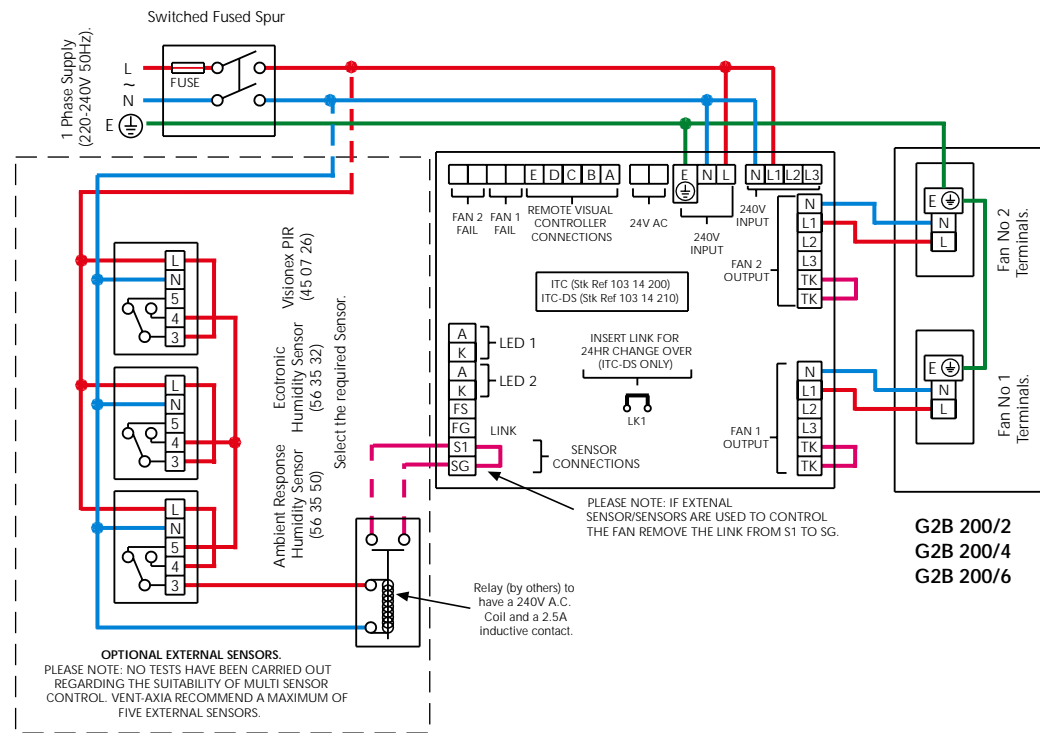 Switched Fused Spur
1 Phase Supply
(220-240V 50Hz).
L
~
N
E
FUSE
FAN 2
FAIL
FAN 1
FAIL
E D C B A
REMOTE VISUAL
CONTROLLER
CONNECTIONS
24V AC
E N L
240V
INPUT
N L1 L2 L3
240V
INPUT
N
L1
L2
L3
TK
TK
FAN 2
OUTPUT
E
N
L
Fan No 2
Terminals.
ITC (Stk Ref 103 14 200)
ITC-DS (Stk Ref 103 14 210)
A
K
LED 1
A
K
LED 2
FS
FG
S1
SG
LINK
SENSOR
CONNECTIONS
INSERT LINK FOR
24HR CHANGE OVER
(ITC-DS ONLY)
LK1
N
L1
L2
L3
TK
TK
FAN 1
OUTPUT
E
N
L
Fan No 1
Terminals.
PLEASE NOTE: IF EXTENAL
SENSOR/SENSORS ARE USED TO CONTROL
THE FAN REMOVE THE LINK FROM S1 TO SG.
G2B 200/2
G2B 200/4
G2B 200/6
L
N
5
4
3
Visionex PIR
(45 07 26)
L
N
5
4
3
Ecotronic
Humidity Sensor
(56 35 32)
L
N
5
4
3
Ambient Response
Humidity Sensor
(56 35 50)
Select the required Sensor.
Relay (by others) to
have a 240V A.C.
Coil and a 2.5A
inductive contact.
OPTIONAL EXTERNAL SENSORS.
PLEASE NOTE: NO TESTS HAVE BEEN CARRIED OUT
REGARDING THE SUITABILITY OF MULTI SENSOR
CONTROL. VENT-AXIA RECOMMEND A MAXIMUM OF
FIVE EXTERNAL SENSORS.